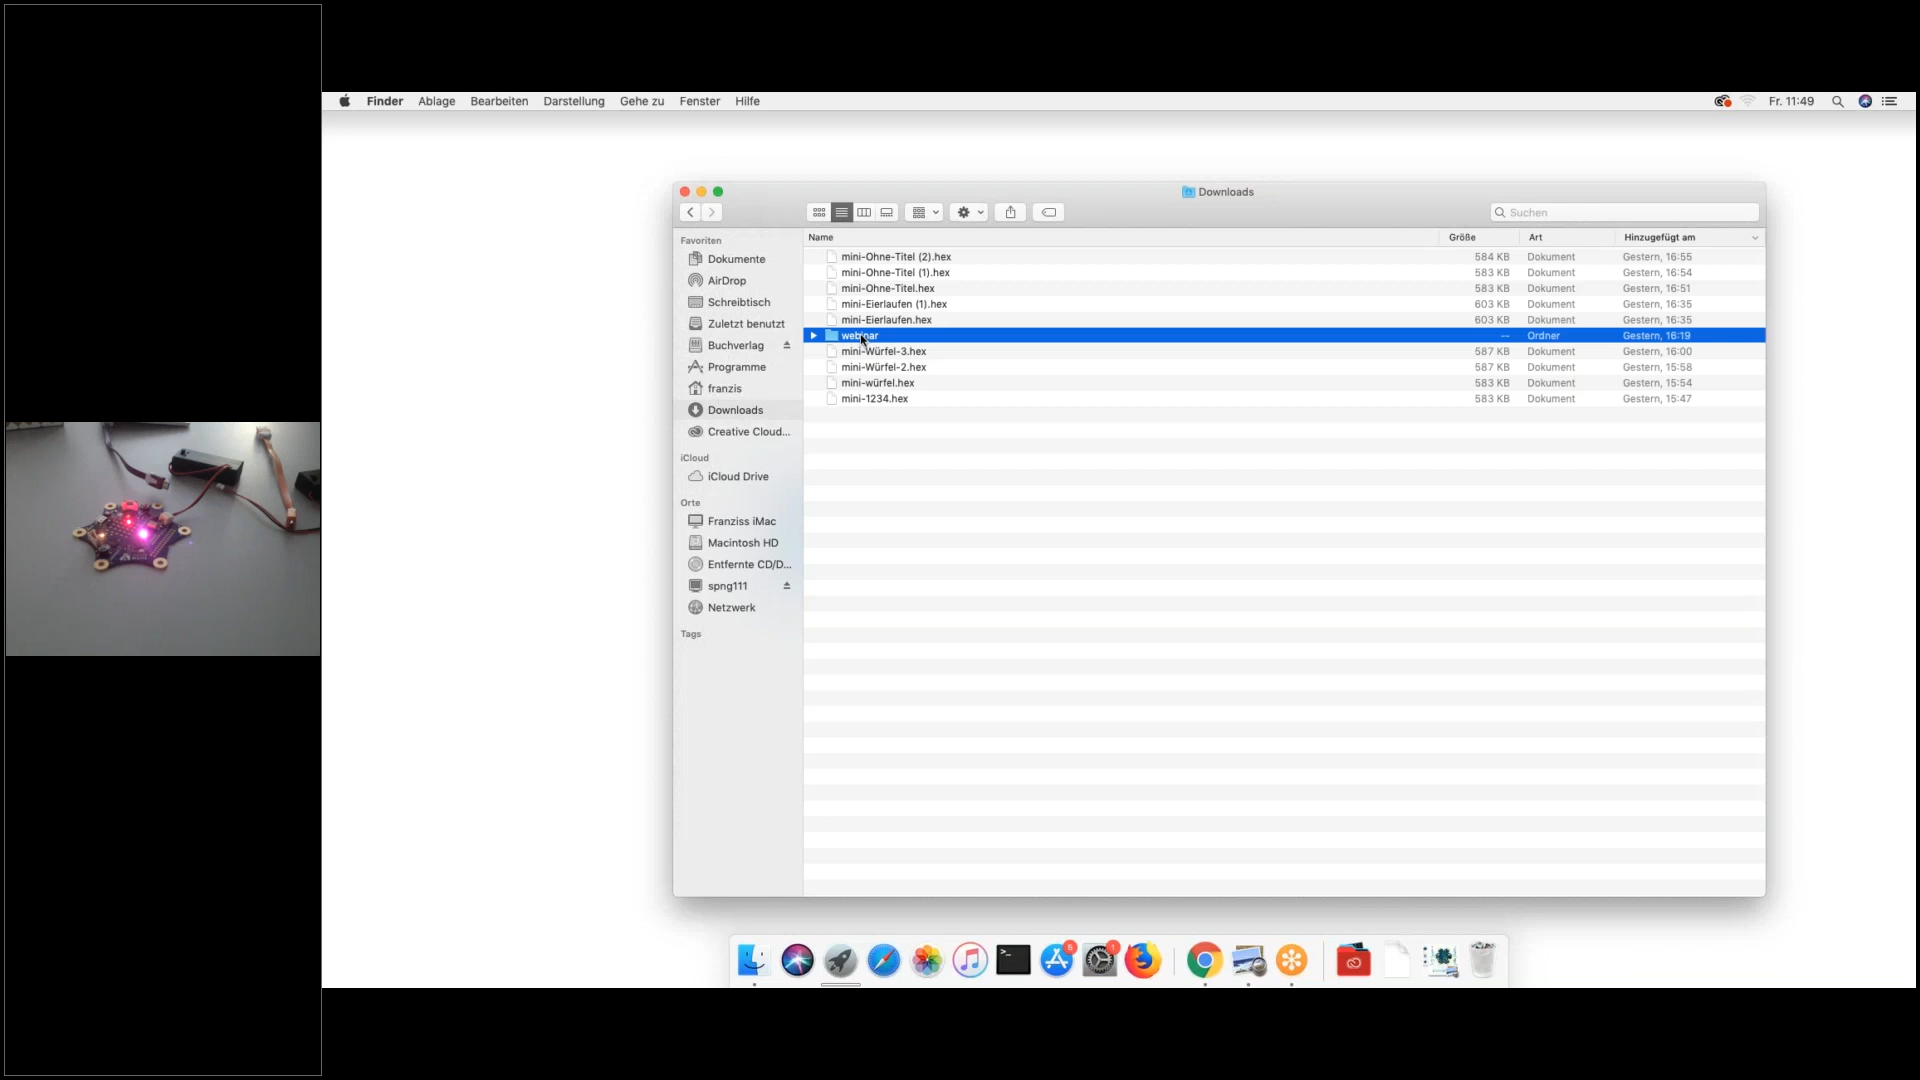 Finder Ablage Bearbeiten Darstellung Gehe zu Fenster Hilfe Fr. 11:49
Downloads
Suchen
Favoriten
Dokumente
AirDrop
Schreibtisch
Zuletzt benutzt
Buchverlag
Programme
franzis
Downloads
Creative Cloud...
iCloud
iCloud Drive
Orte
Franziss iMac
Macintosh HD
Entfernte CD/D...
spng111
Netzwerk
Tags
Name Größe Art Hinzugefügt am
mini-Ohne-Titel (2).hex 584 KB Dokument Gestern, 16:55
mini-Ohne-Titel (1).hex 583 KB Dokument Gestern, 16:54
mini-Ohne-Titel.hex 583 KB Dokument Gestern, 16:51
mini-Eierlaufen (1).hex 603 KB Dokument Gestern, 16:35
mini-Eierlaufen.hex 603 KB Dokument Gestern, 16:35
webinar -- Ordner Gestern, 16:19
mini-Würfel-3.hex 587 KB Dokument Gestern, 16:00
mini-Würfel-2.hex 587 KB Dokument Gestern, 15:58
mini-würfel.hex 583 KB Dokument Gestern, 15:54
mini-1234.hex 583 KB Dokument Gestern, 15:47
5 1